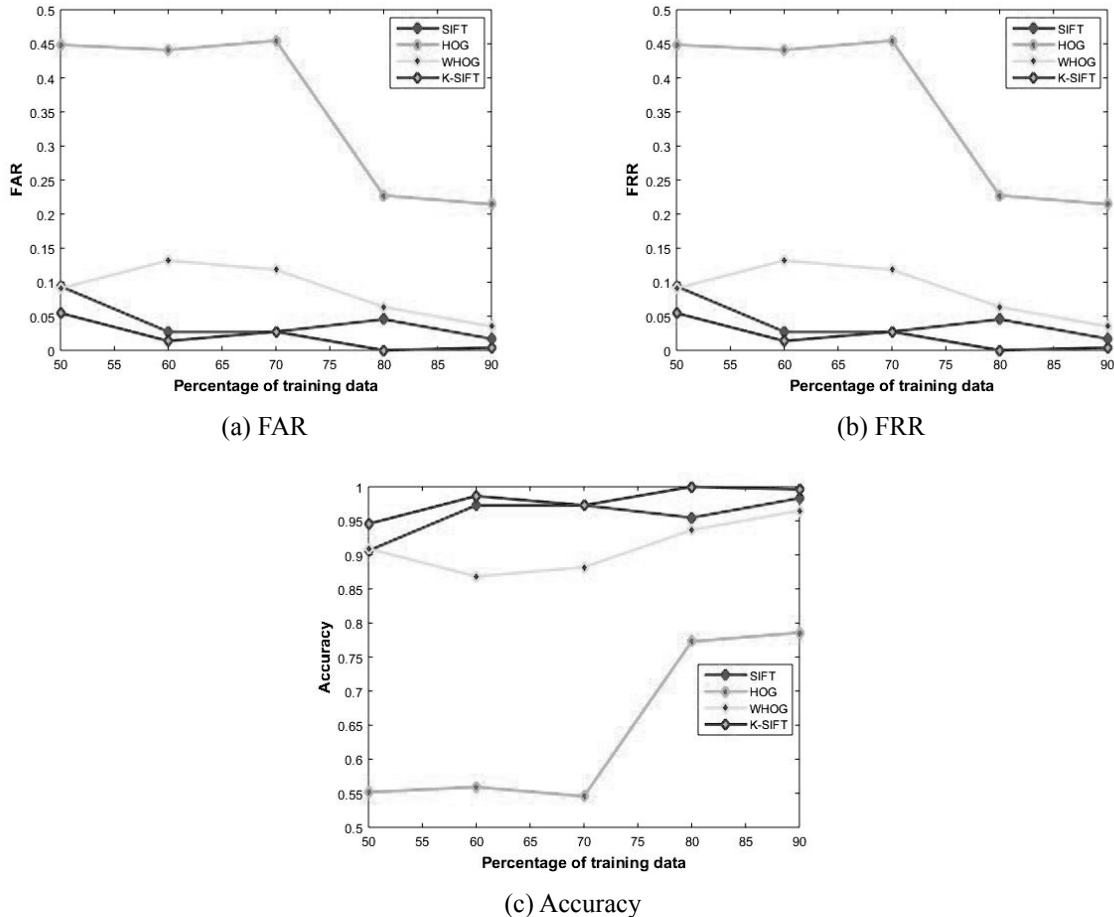 0.5
0.45
0.4
0.35
0.3
0.25
0.2
0.15
0.1
0.05
0
FAR
SIFT
HOG
WHOG
K-SIFT
50 55 60 65 70 75 80 85 90
Percentage of training data
(a) FAR
0.5
0.45
0.4
0.35
0.3
0.25
0.2
0.15
0.1
0.05
0
FRR
SIFT
HOG
WHOG
K-SIFT
50 55 60 65 70 75 80 85 90
Percentage of training data
(b) FRR
1
0.95
0.9
0.85
0.8
0.75
0.7
0.65
0.6
0.55
0.5
Accuracy
SIFT
HOG
WHOG
K-SIFT
50 55 60 65 70 75 80 85 90
Percentage of training data
(c) Accuracy